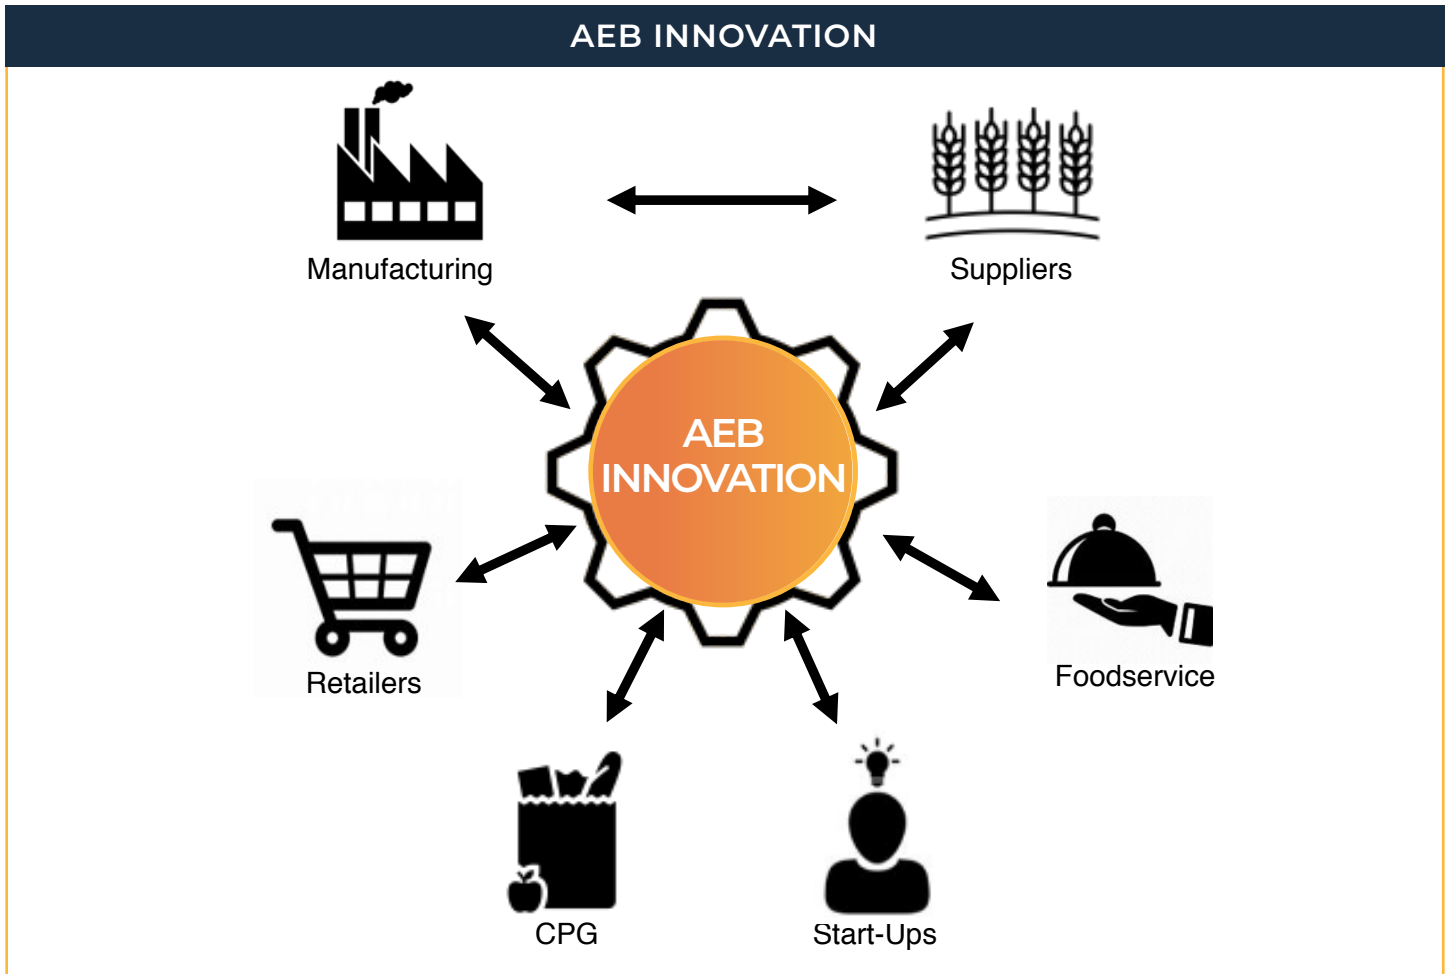 AEB INNOVATION
Manufacturing
Suppliers
AEB
INNOVATION
Retailers
Foodservice
CPG
Start-Ups